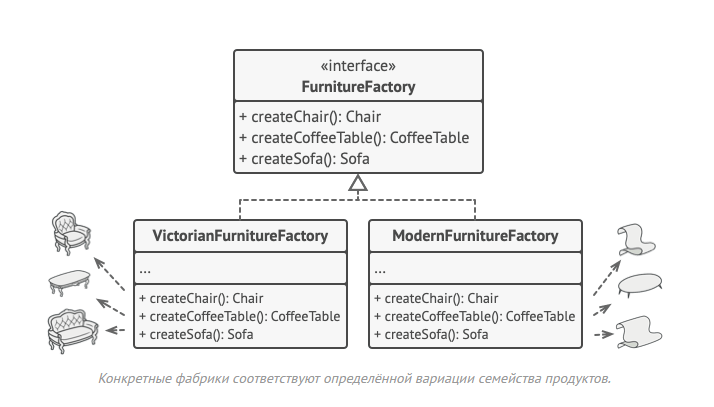 «interface»
FurnitureFactory
+ createChair(): Chair
+ createCoffeeTable(): CoffeeTable
+ createSofa(): Sofa
VictorianFurnitureFactory
...
+ createChair(): Chair
+ createCoffeeTable(): CoffeeTable
+ createSofa(): Sofa
ModernFurnitureFactory
...
+ createChair(): Chair
+ createCoffeeTable(): CoffeeTable
+ createSofa(): Sofa
Конкретные фабрики соответствуют определённой вариации семейства продуктов.